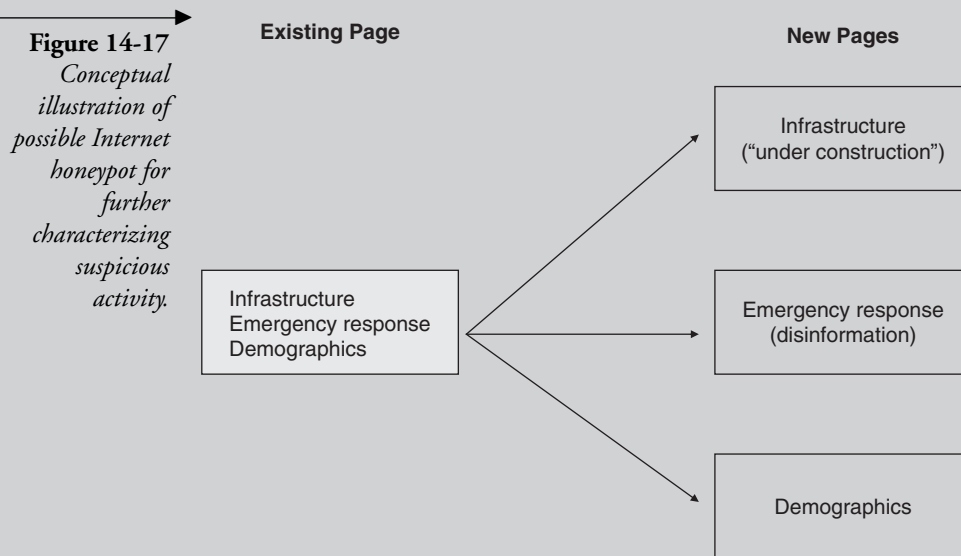 Figure 14-17
Conceptual
illustration of
possible Internet
honeypot for
further
characterizing
suspicious
activity.
Existing Page
New Pages
Infrastructure
Emergency response
Demographics
Infrastructure
(“under construction”)
Emergency response
(disinformation)
Demographics